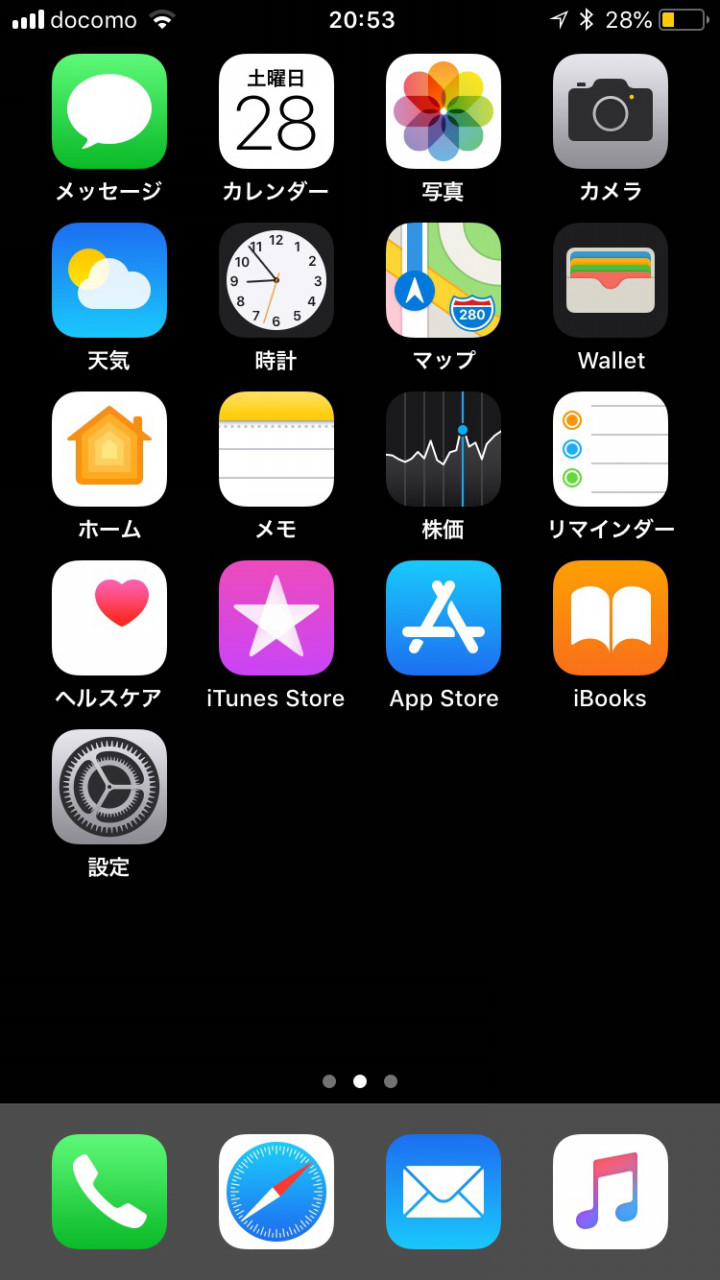 docomo 20:53 28%
土曜日
28
メッセージ カレンダー 写真 カメラ
12 1 2 3 4 5 6 7 8 9 10 11
280
天気 時計 マップ Wallet
ホーム メモ 株価 リマインダー
ヘルスケア iTunes Store App Store iBooks
設定